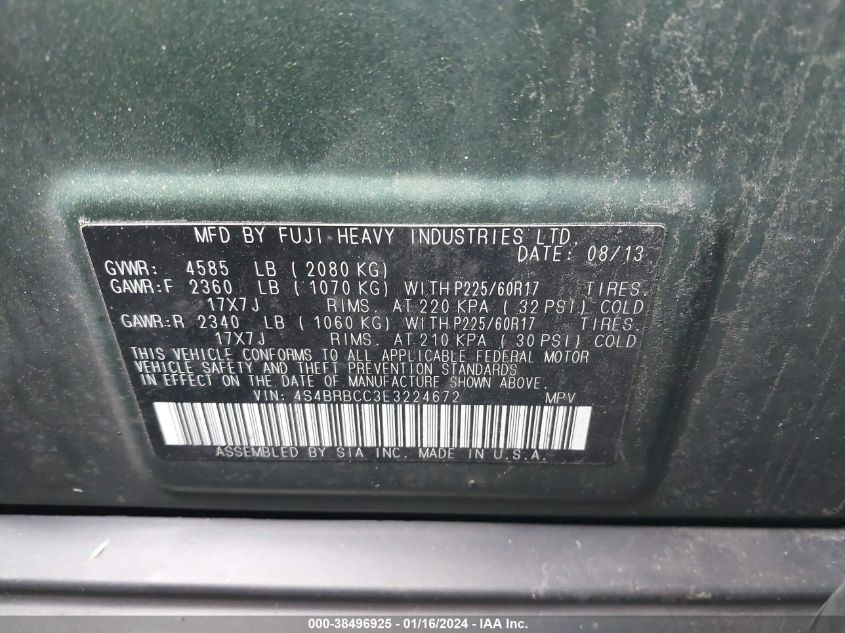 MFD BY FUJI HEAVY INDUSTRIES LTD.
DATE: 08/13
GVWR: 4585 LB (2080 KG)
GAWR:F 2360 LB (1070 KG) WITH P225/60R17 TIRES.
17X7J RIMS. AT 220 KPA (32 PSI) COLD
GAWR:R 2340 LB (1060 KG) WITH P225/60R17 TIRES.
17X7J RIMS. AT 210 KPA (30 PSI) COLD
THIS VEHICLE CONFORMS TO ALL APPLICABLE FEDERAL MOTOR
VEHICLE SAFETY AND THEFT PREVENTION STANDARDS
IN EFFECT ON THE DATE OF MANUFACTURE SHOWN ABOVE.
VIN: 4S4BRBCC3E3224672 MPV
ASSEMBLED BY SIA INC. MADE IN U.S.A.
000-38496925 - 01/16/2024 - IAA Inc.